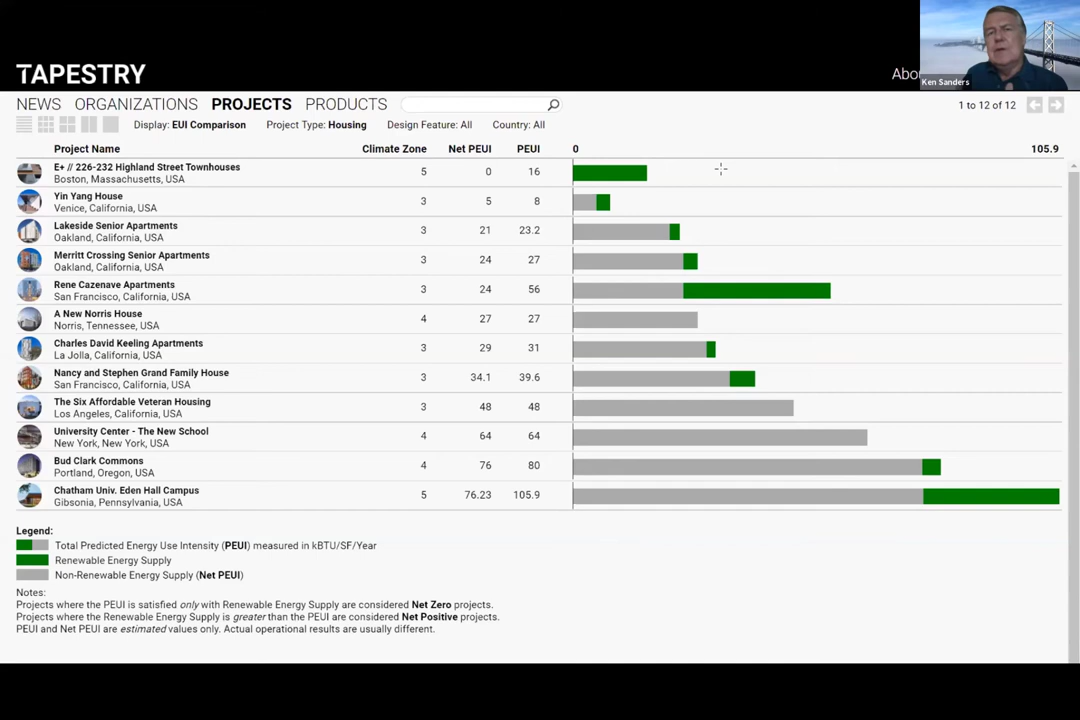 TAPESTRY
Abo
Ken Sanders
NEWS ORGANIZATIONS PROJECTS PRODUCTS
1 to 12 of 12
Display: EUI Comparison Project Type: Housing Design Feature: All Country: All
Project Name Climate Zone Net PEUI PEUI 0 105.9
E+ // 226-232 Highland Street Townhouses 5 0 16
Boston, Massachusetts, USA
Yin Yang House 3 5 8
Venice, California, USA
Lakeside Senior Apartments 3 21 23.2
Oakland, California, USA
Merritt Crossing Senior Apartments 3 24 27
Oakland, California, USA
Rene Cazenave Apartments 3 24 56
San Francisco, California, USA
A New Norris House 4 27 27
Norris, Tennessee, USA
Charles David Keeling Apartments 3 29 31
La Jolla, California, USA
Nancy and Stephen Grand Family House 3 34.1 39.6
San Francisco, California, USA
The Six Affordable Veteran Housing 3 48 48
Los Angeles, California, USA
University Center - The New School 4 64 64
New York, New York, USA
Bud Clark Commons 4 76 80
Portland, Oregon, USA
Chatham Univ. Eden Hall Campus 5 76.23 105.9
Gibsonia, Pennsylvania, USA
Legend:
Total Predicted Energy Use Intensity (PEUI) measured in kBTU/SF/Year
Renewable Energy Supply
Non-Renewable Energy Supply (Net PEUI)
Notes:
Projects where the PEUI is satisfied only with Renewable Energy Supply are considered Net Zero projects.
Projects where the Renewable Energy Supply is greater than the PEUI are considered Net Positive projects.
PEUI and Net PEUI are estimated values only. Actual operational results are usually different.